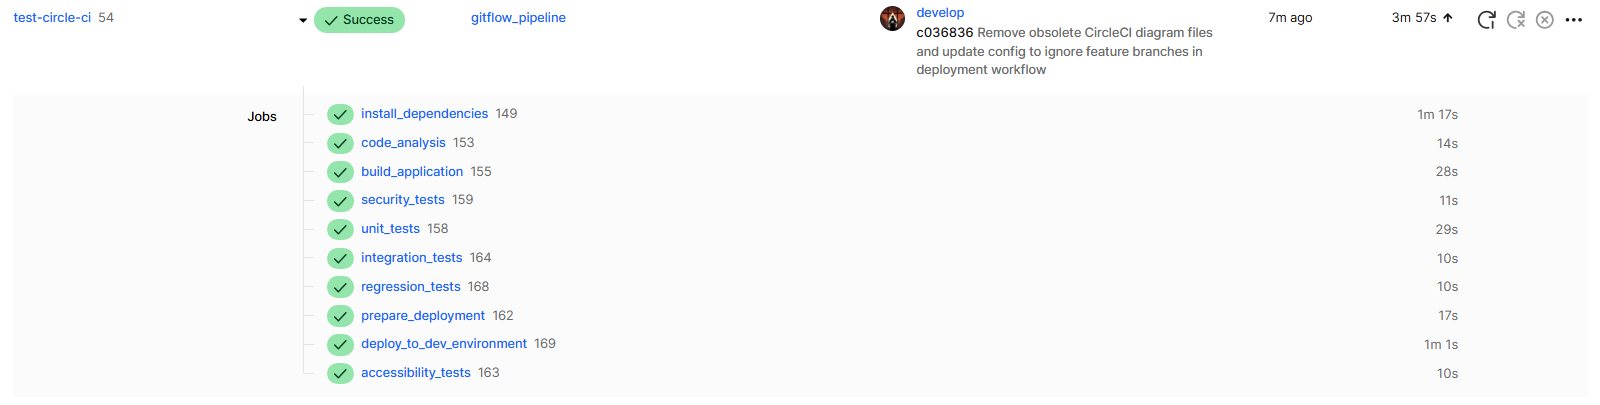 test-circle-ci 54 Success gitflow_pipeline develop 7m ago 3m 57s
c036836 Remove obsolete CircleCI diagram files
and update config to ignore feature branches in
deployment workflow
Jobs
install_dependencies 149 1m 17s
code_analysis 153 14s
build_application 155 28s
security_tests 159 11s
unit_tests 158 29s
integration_tests 164 10s
regression_tests 168 10s
prepare_deployment 162 17s
deploy_to_dev_environment 169 1m 1s
accessibility_tests 163 10s